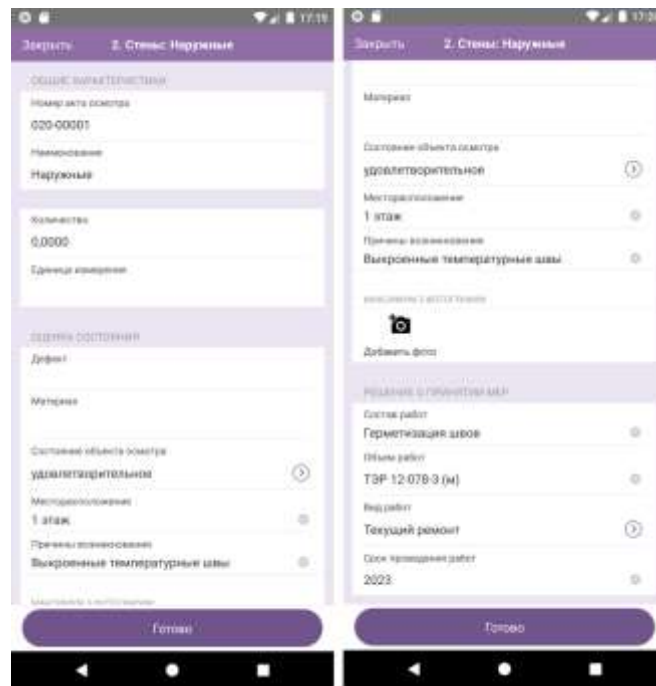 17:19
Закрыть 2. Стены: Наружные
ОБЩИЕ ХАРАКТЕРИСТИКИ
Номер акта осмотра
020-00001
Наименование
Наружные
Количество
0,0000
Единица измерения
ОЦЕНКА СОСТОЯНИЯ
Дефект
Материал
Состояние объекта осмотра
удовлетворительное
Месторасположение
1 этаж
Причины возникновения
Выкроенные температурные швы
Готово
Закрыть 2. Стены: Наружные
Материал
Состояние объекта осмотра
удовлетворительное
Месторасположение
1 этаж
Причины возникновения
Выкроенные температурные швы
Добавить фото
РЕШЕНИЕ О ПРИНЯТИИ МЕР
Состав работ
Герметизация швов
Объем работ
ТЭР 12-078-3 (м)
Вид работ
Текущий ремонт
Срок проведения работ
2023
Готово